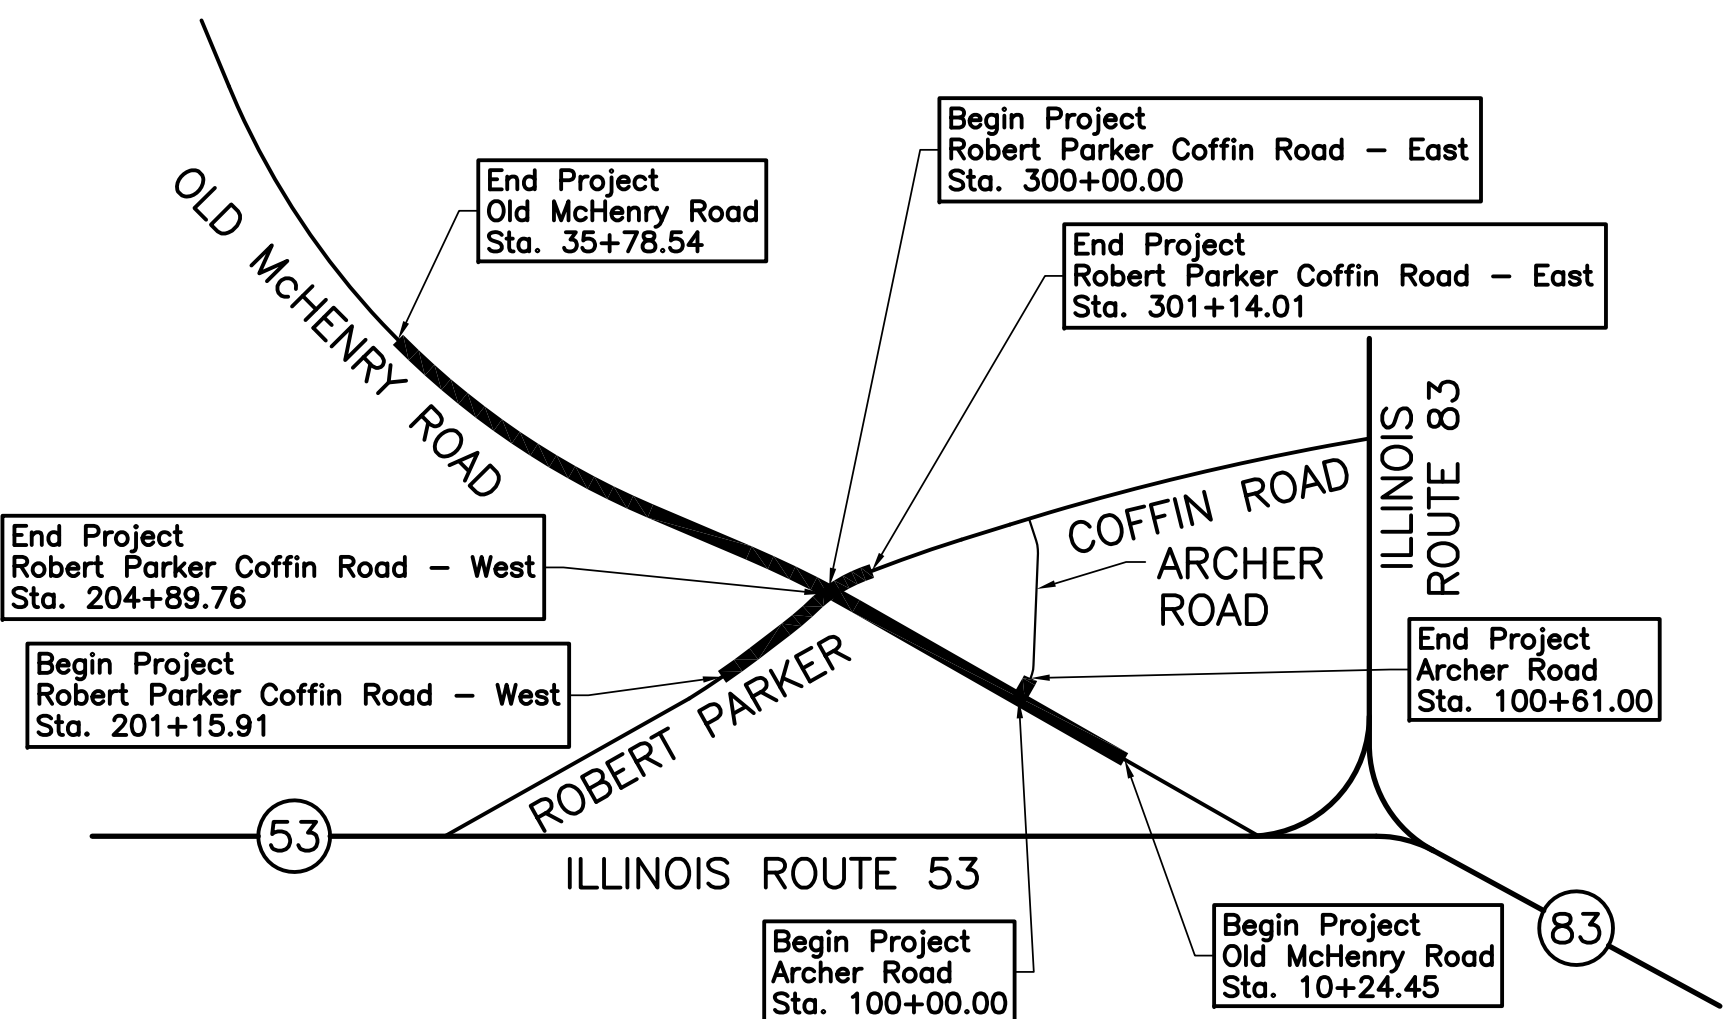 Begin Project
Robert Parker Coffin Road - East
Sta. 300+00.00
End Project
Old McHenry Road
Sta. 35+78.54
End Project
Robert Parker Coffin Road - East
Sta. 301+14.01
OLD McHENRY ROAD
ILLINOIS
ROUTE 83
COFFIN ROAD
ARCHER
ROAD
End Project
Robert Parker Coffin Road - West
Sta. 204+89.76
Begin Project
Robert Parker Coffin Road - West
Sta. 201+15.91
End Project
Archer Road
Sta. 100+61.00
ROBERT PARKER
53
ILLINOIS ROUTE 53
Begin Project
Archer Road
Sta. 100+00.00
Begin Project
Old McHenry Road
Sta. 10+24.45
83